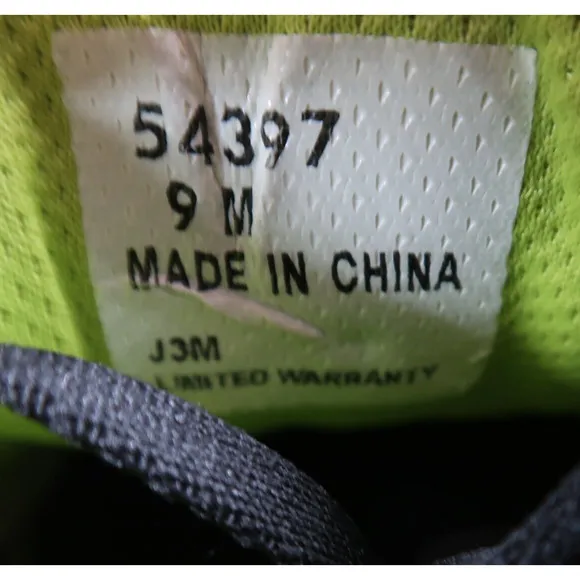 54397
9 M
MADE IN CHINA
J3M
LIMITED WARRANTY